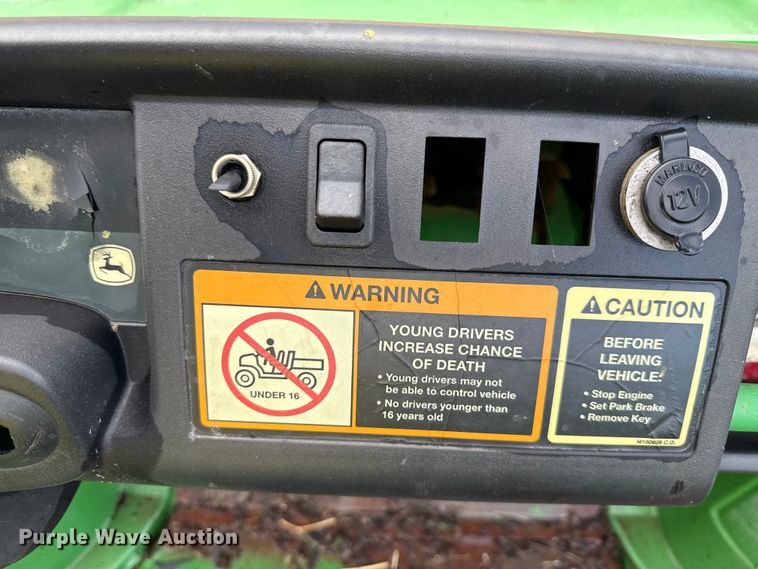 MARINCO
12V
WARNING
UNDER 16
YOUNG DRIVERS
INCREASE CHANCE
OF DEATH
• Young drivers may not
be able to control vehicle
• No drivers younger than
16 years old
CAUTION
BEFORE
LEAVING
VEHICLE:
• Stop Engine
• Set Park Brake
• Remove Key
M150928 C.O.
Purple Wave Auction